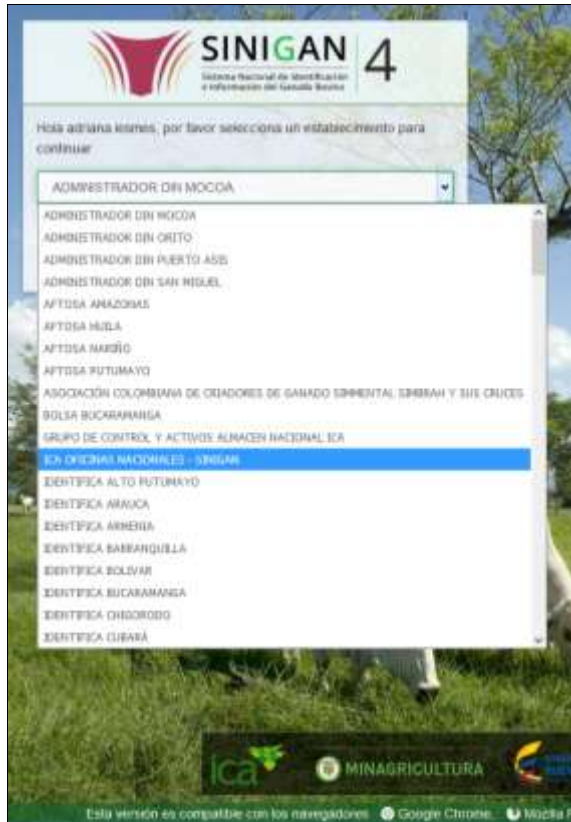 SINIGAN 4
Sistema Nacional de Identificación
e Información del Ganado Bovino
Hola adriana lesmes, por favor selecciona un establecimiento para
continuar
ADMINISTRADOR DIN MOCOA
ADMINISTRADOR DIN MOCOA
ADMINISTRADOR DIN ORITO
ADMINISTRADOR DIN PUERTO ASIS
ADMINISTRADOR DIN SAN MIGUEL
AFTOSA AMAZONAS
AFTOSA HUILA
AFTOSA NARIÑO
AFTOSA PUTUMAYO
ASOCIACIÓN COLOMBIANA DE CRIADORES DE GANADO SIMMENTAL SIMBRAH Y SUS CRUCES
BOLSA BUCARAMANGA
GRUPO DE CONTROL Y ACTIVOS ALMACEN NACIONAL ICA
ICA OFICINAS NACIONALES - SINIGAN
IDENTIFICA ALTO PUTUMAYO
IDENTIFICA ARAUCA
IDENTIFICA ARMENIA
IDENTIFICA BARRANQUILLA
IDENTIFICA BOLIVAR
IDENTIFICA BUCARAMANGA
IDENTIFICA CHIGORODO
IDENTIFICA CUBARÁ
ica MINAGRICULTURA
Esta versión es compatible con los navegadores Google Chrome, Mozilla